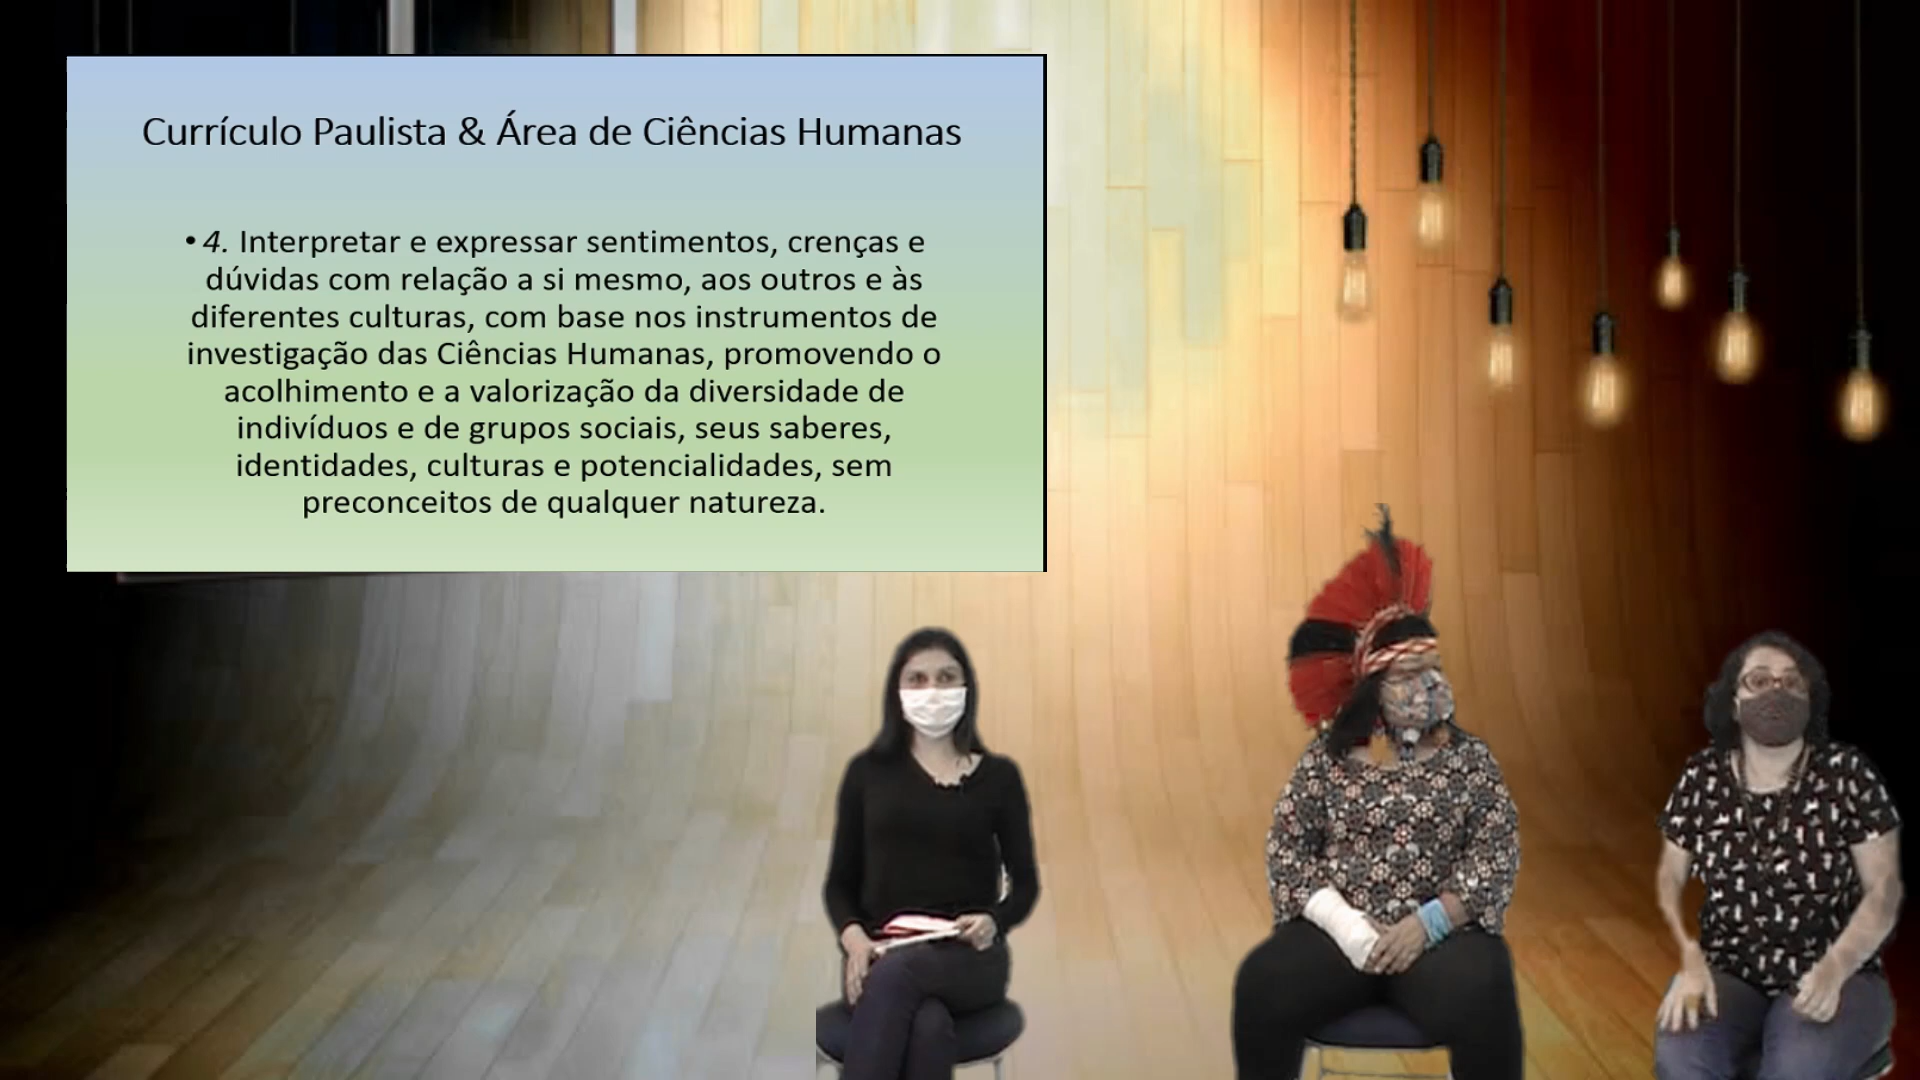 Currículo Paulista & Área de Ciências Humanas
• 4. Interpretar e expressar sentimentos, crenças e
dúvidas com relação a si mesmo, aos outros e às
diferentes culturas, com base nos instrumentos de
investigação das Ciências Humanas, promovendo o
acolhimento e a valorização da diversidade de
indivíduos e de grupos sociais, seus saberes,
identidades, culturas e potencialidades, sem
preconceitos de qualquer natureza.